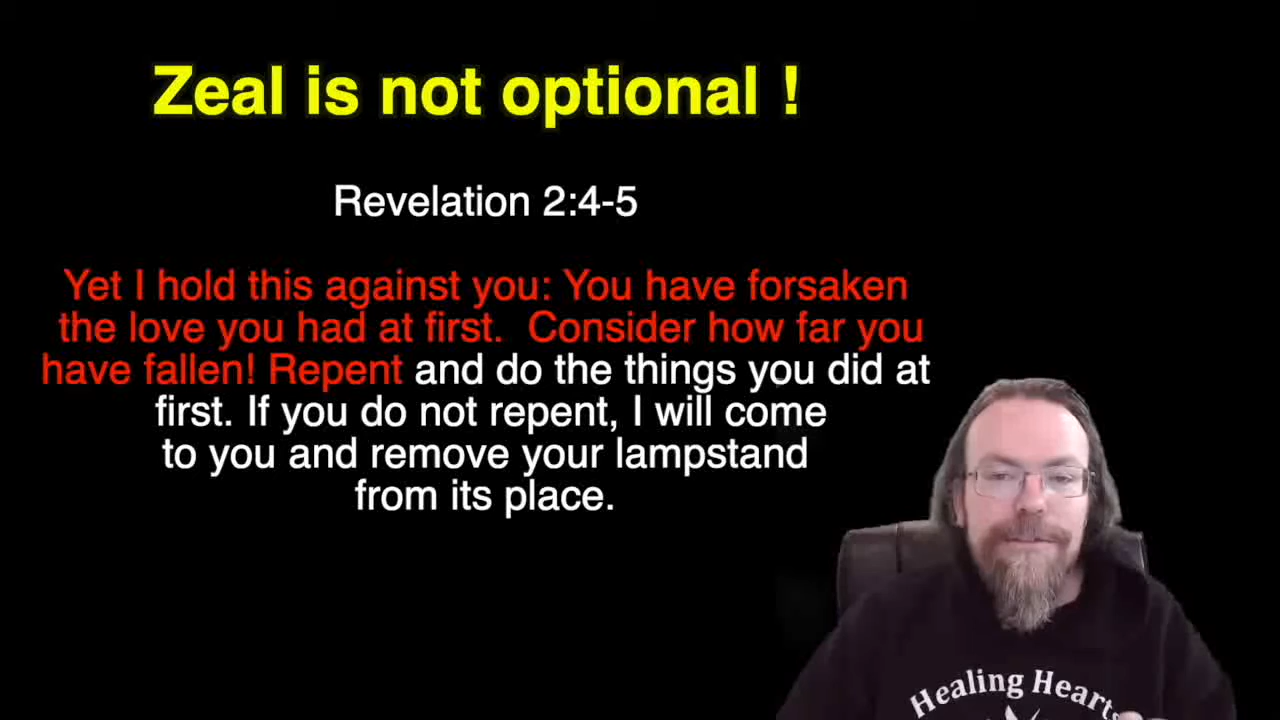 Zeal is not optional !
Revelation 2:4-5
Yet I hold this against you: You have forsaken
the love you had at first. Consider how far you
have fallen! Repent and do the things you did at
first. If you do not repent, I will come
to you and remove your lampstand
from its place.
Healing Hearts